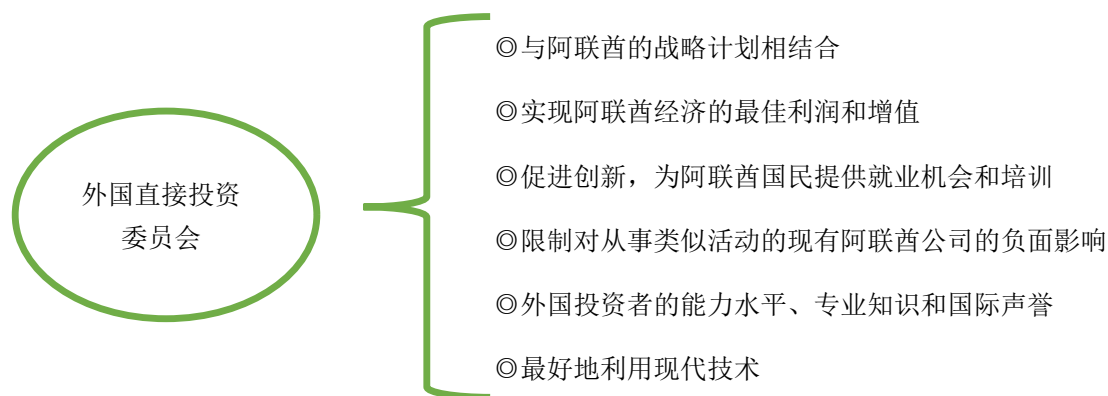 外国直接投资
委员会
◎与阿联酋的战略计划相结合
◎实现阿联酋经济的最佳利润和增值
◎促进创新，为阿联酋国民提供就业机会和培训
◎限制对从事类似活动的现有阿联酋公司的负面影响
◎外国投资者的能力水平、专业知识和国际声誉
◎最好地利用现代技术